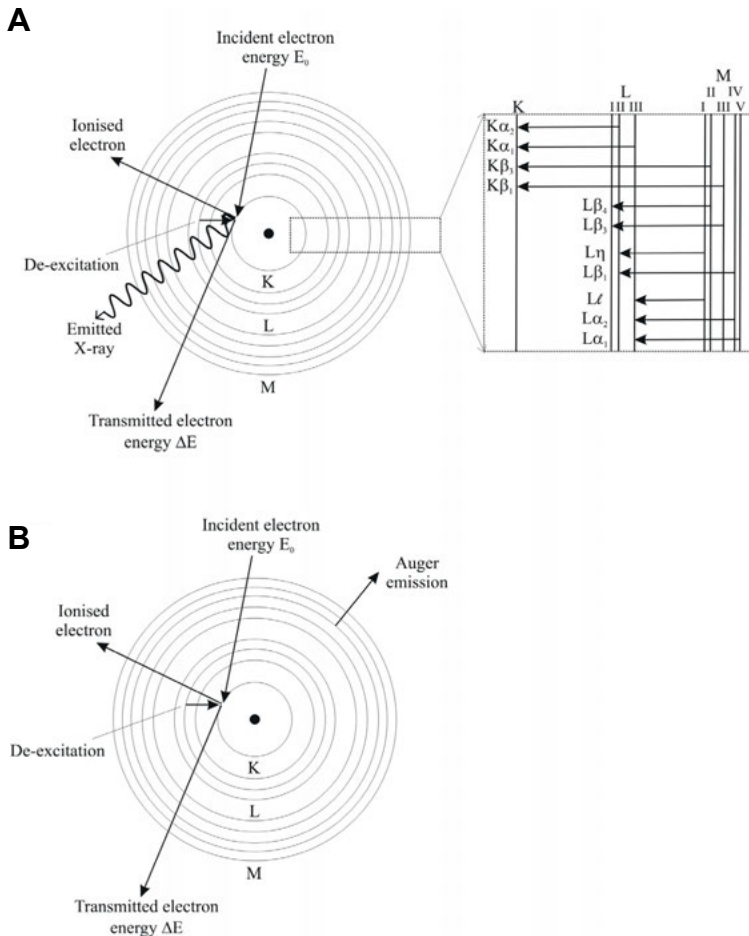 A
Incident electron
energy E₀
Ionised
electron
De-excitation
Emitted
X-ray
K
L
M
Transmitted electron
energy ΔE
M
L
II IV
K
I II III
I III V
Kα₂
Kα₁
Kβ₃
Kβ₁
Lβ₄
Lβ₃
Lη
Lβ₁
Lℓ
Lα₂
Lα₁
B
Incident electron
energy E₀
Auger
emission
Ionised
electron
De-excitation
K
L
M
Transmitted electron
energy ΔE